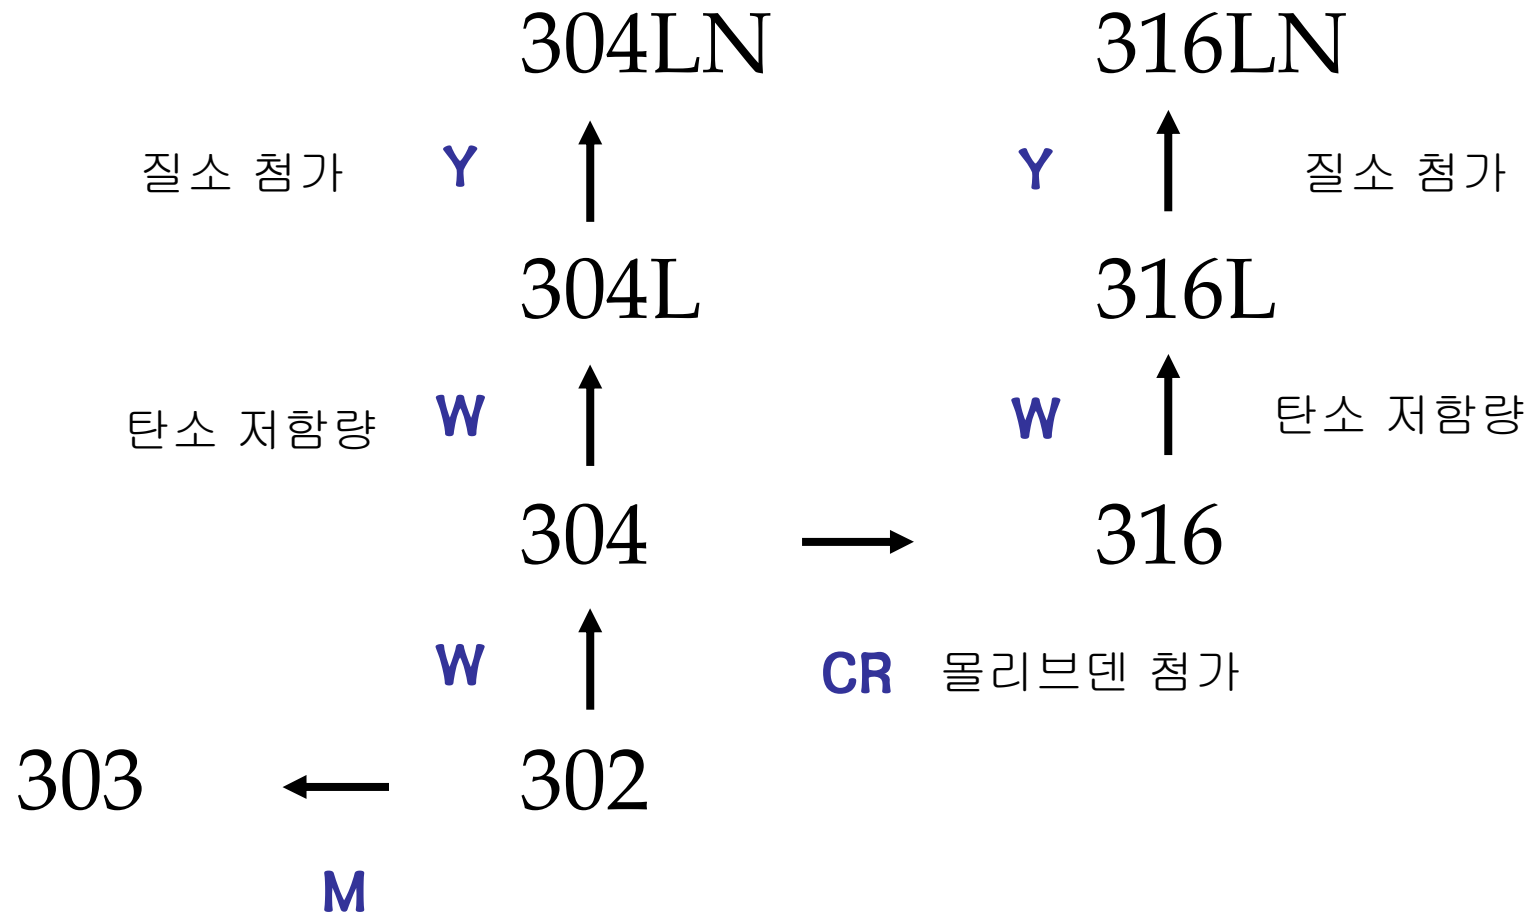 304LN 316LN
질소 첨가 Y Y 질소 첨가
304L 316L
탄소 저함량 W W 탄소 저함량
304 316
W CR 몰리브덴 첨가
303 302
M